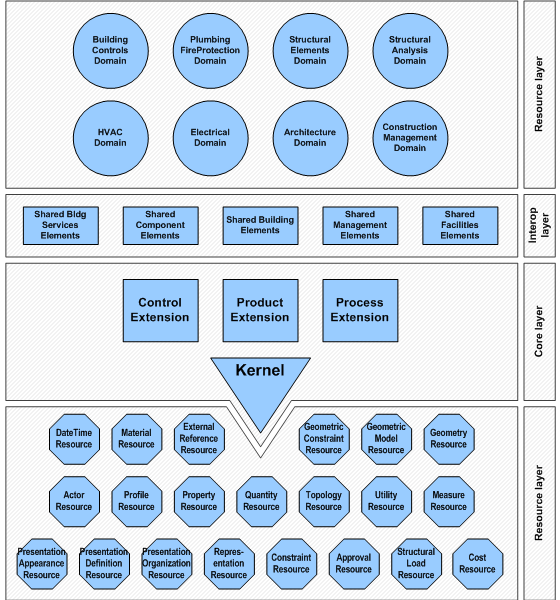 Building
Controls
Domain
Plumbing
FireProtection
Domain
Structural
Elements
Domain
Structural
Analysis
Domain
HVAC
Domain
Electrical
Domain
Architecture
Domain
Construction
Management
Domain
Resource layer
Shared Bldg
Services
Elements
Shared
Component
Elements
Shared Building
Elements
Shared
Management
Elements
Shared
Facilities
Elements
Interop
layer
Control
Extension
Product
Extension
Process
Extension
Kernel
Core layer
DateTime
Resource
Material
Resource
External
Reference
Resource
Geometric
Constraint
Resource
Geometric
Model
Resource
Geometry
Resource
Actor
Resource
Profile
Resource
Property
Resource
Quantity
Resource
Topology
Resource
Utility
Resource
Measure
Resource
Presentation
Appearance
Resource
Presentation
Definition
Resource
Presentation
Organization
Resource
Repres-
entation
Resource
Constraint
Resource
Approval
Resource
Structural
Load
Resource
Cost
Resource
Resource layer